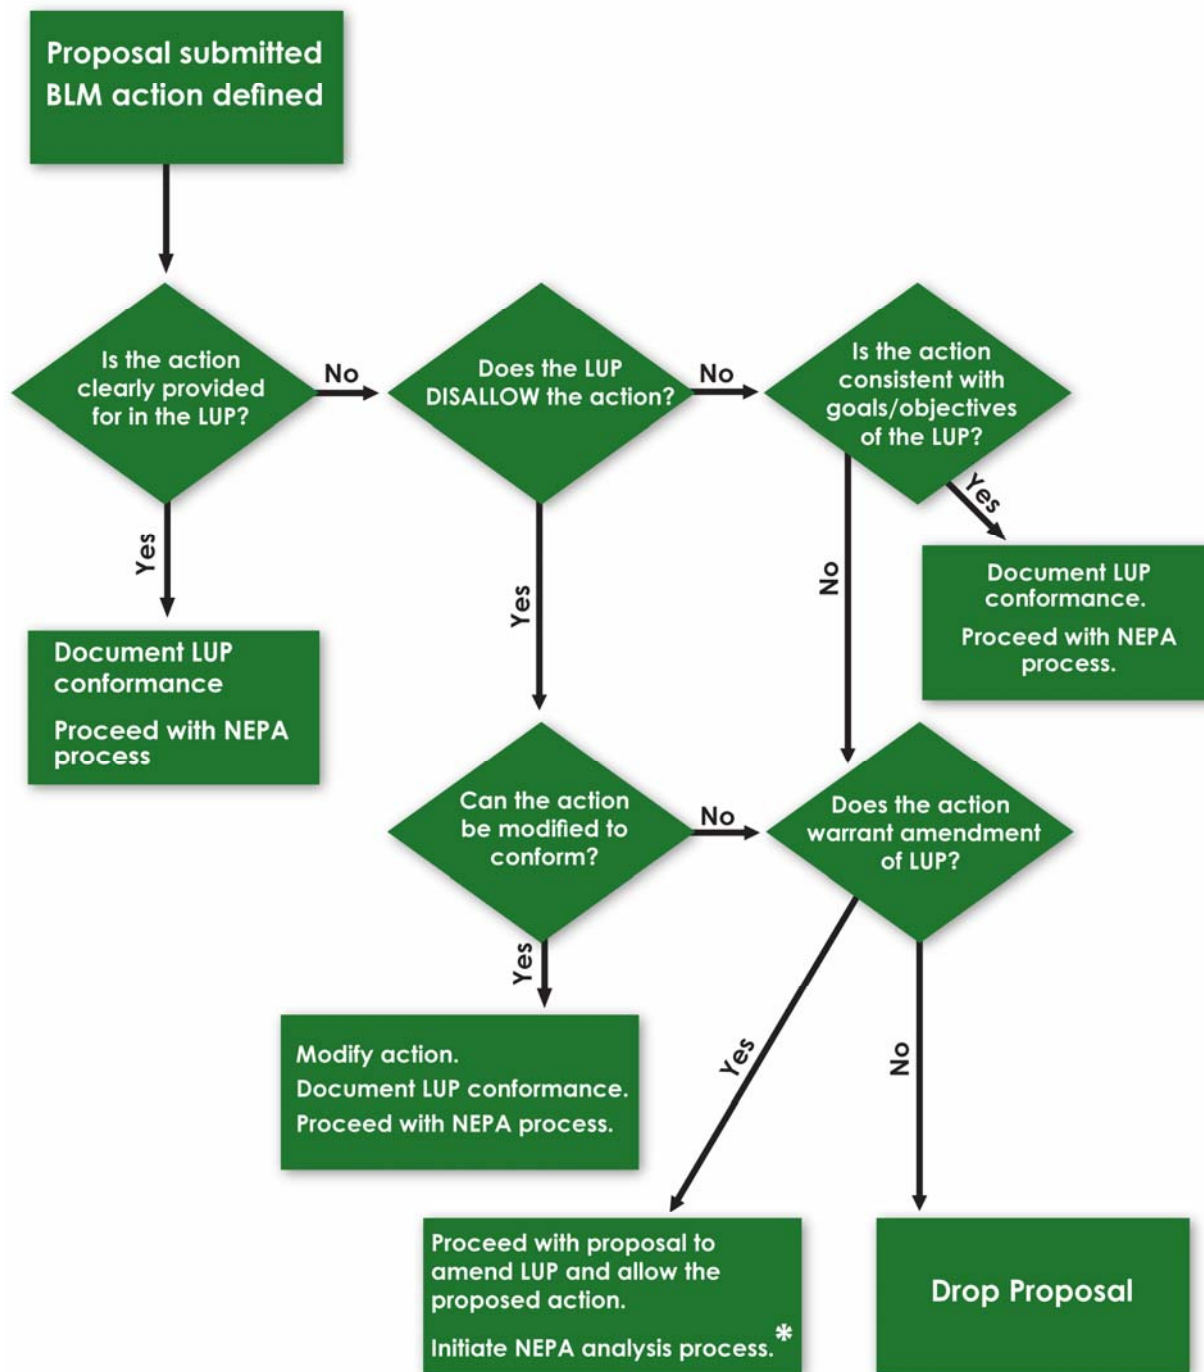 Proposal submitted
BLM action defined
Is the action
clearly provided
for in the LUP?
No
Does the LUP
DISALLOW the action?
No
Is the action
consistent with
goals/objectives
of the LUP?
Yes
Yes
No
Yes
Document LUP
conformance.
Proceed with NEPA
process.
Document LUP
conformance
Proceed with NEPA
process
Can the action
be modified to
conform?
No
Does the action
warrant amendment
of LUP?
Yes
Modify action.
Document LUP conformance.
Proceed with NEPA process.
Yes
No
Proceed with proposal to
amend LUP and allow the
proposed action.
Initiate NEPA analysis process.*
Drop Proposal